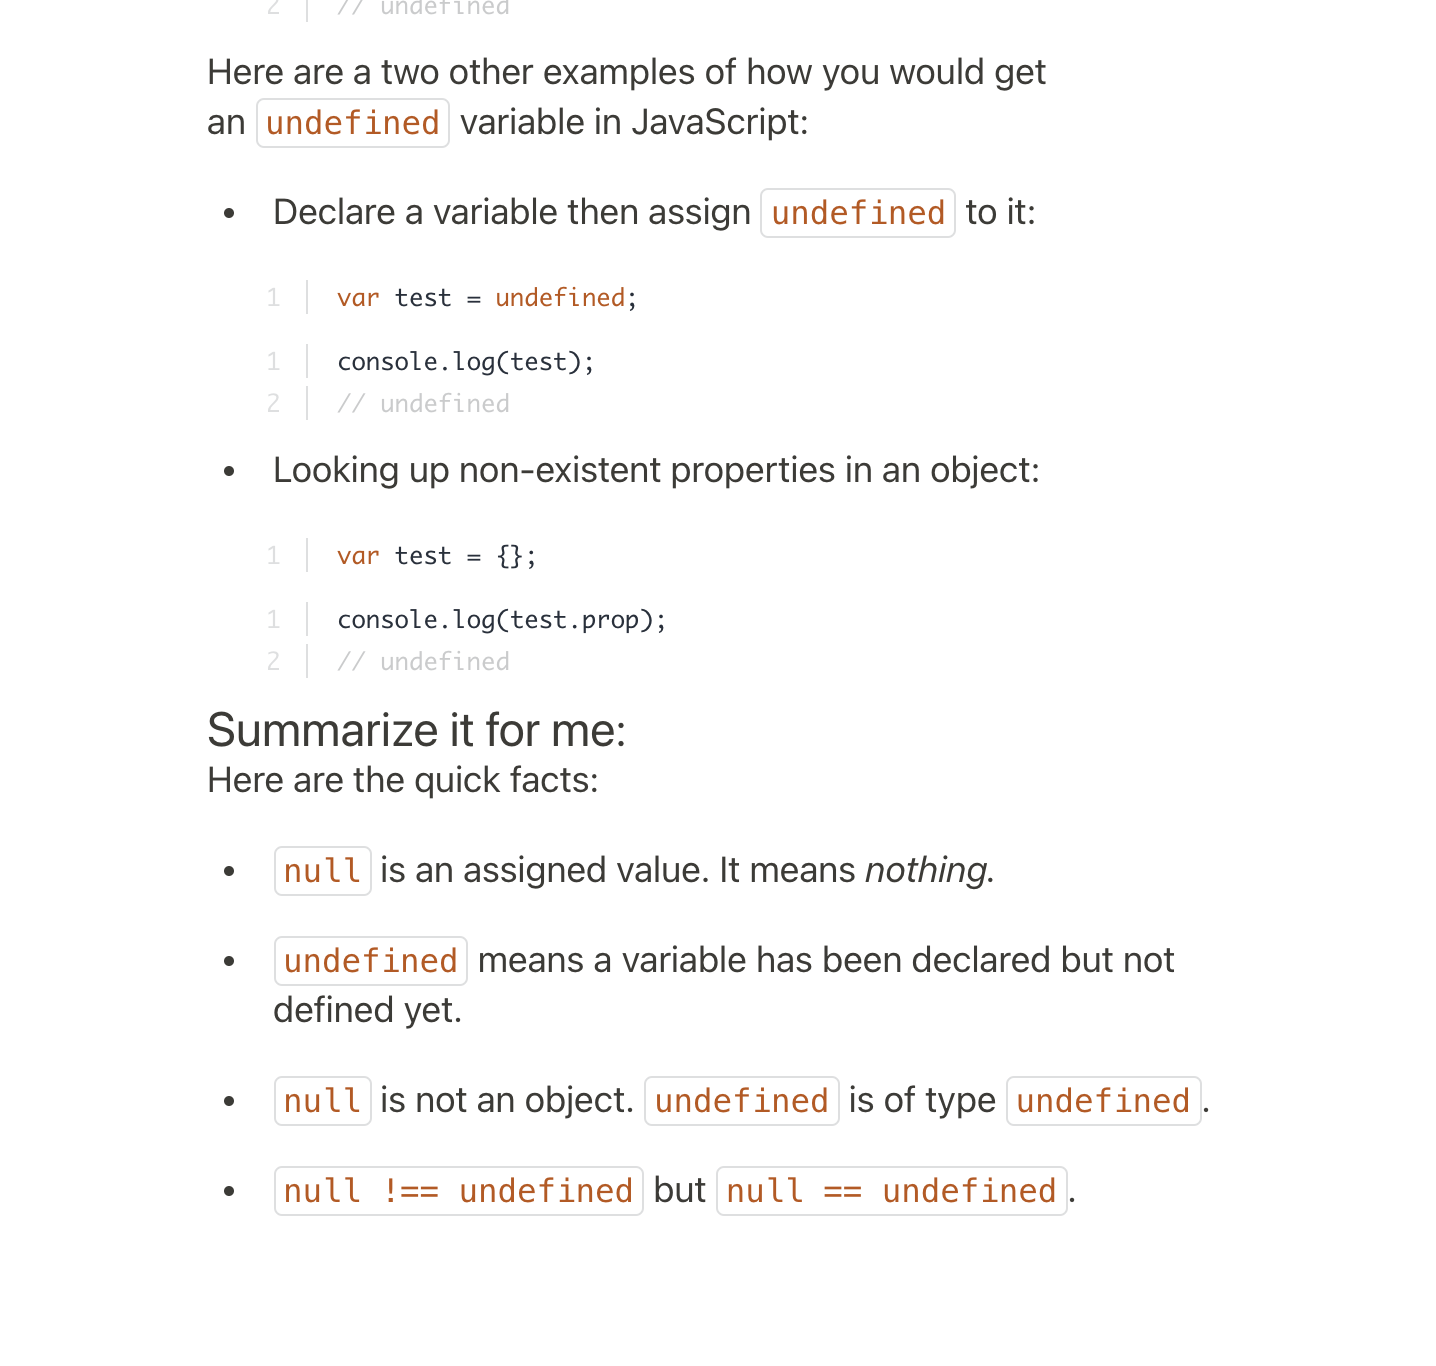 2 // undefined
Here are a two other examples of how you would get
an undefined variable in JavaScript:
• Declare a variable then assign undefined to it:
1 var test = undefined;
1 console.log(test);
2 // undefined
• Looking up non-existent properties in an object:
1 var test = {};
1 console.log(test.prop);
2 // undefined
Summarize it for me:
Here are the quick facts:
• null is an assigned value. It means nothing.
• undefined means a variable has been declared but not
defined yet.
• null is not an object. undefined is of type undefined.
• null !== undefined but null == undefined.